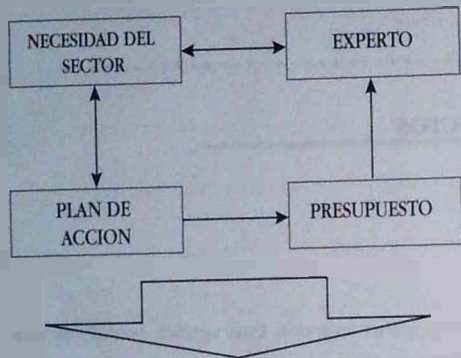 NECESIDAD DEL
SECTOR
EXPERTO
PLAN DE
ACCION
PRESUPUESTO